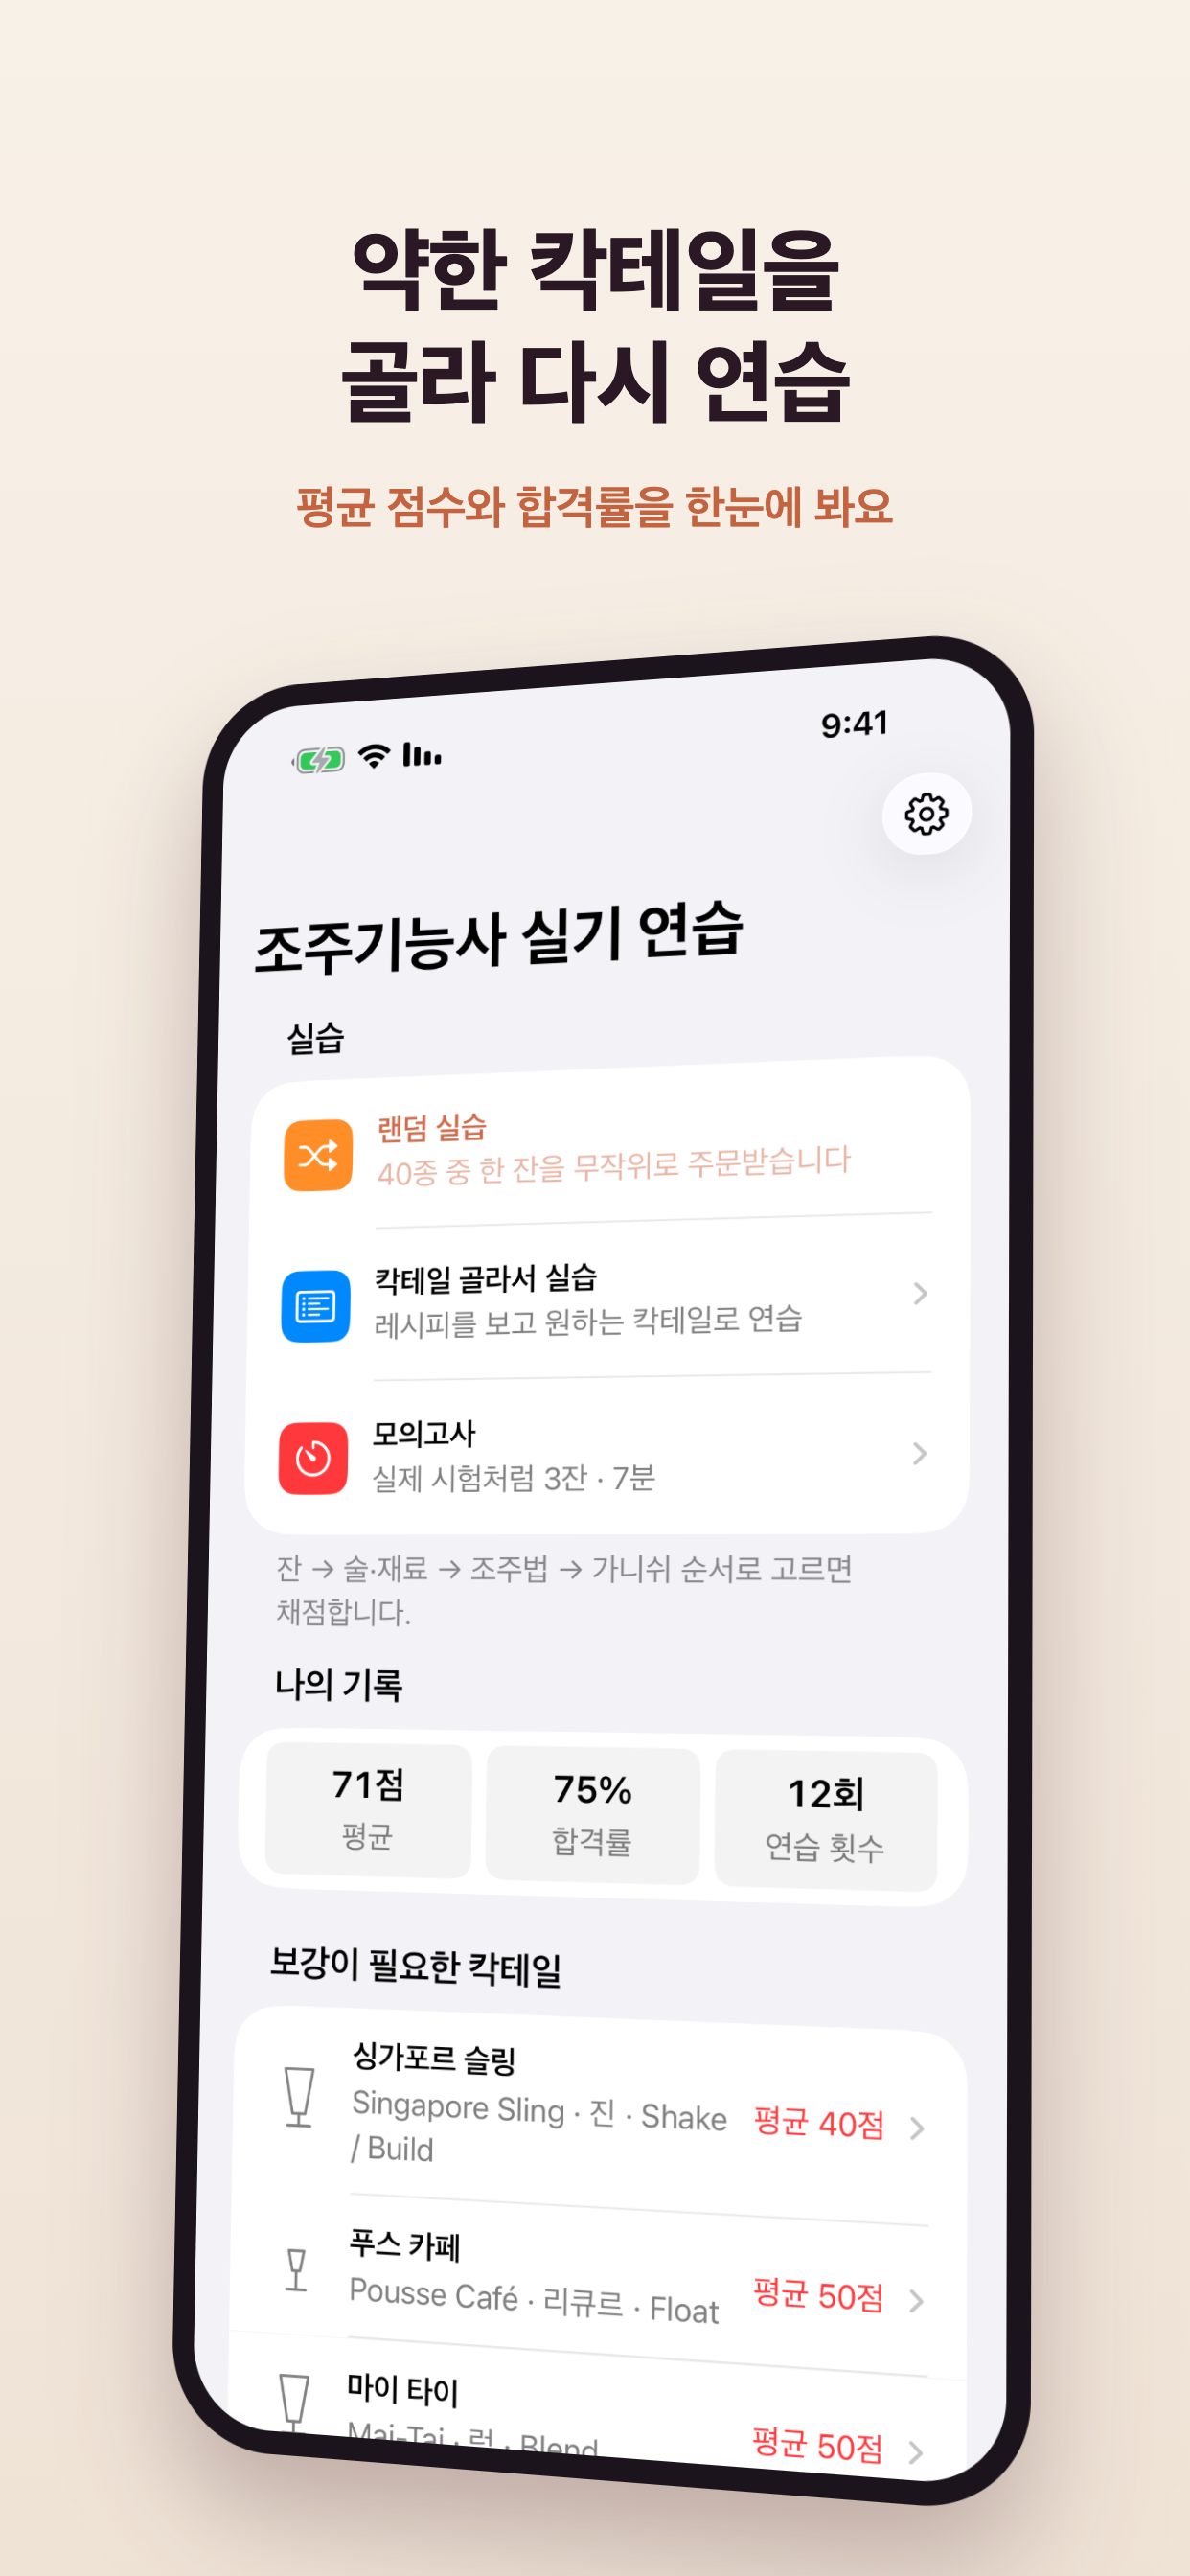 약한 칵테일을
골라 다시 연습
평균 점수와 합격률을 한눈에 봐요
9:41
조주기능사 실기 연습
실습
랜덤 실습
40종 중 한 잔을 무작위로 주문받습니다
칵테일 골라서 실습
레시피를 보고 원하는 칵테일로 연습
모의고사
실제 시험처럼 3잔 · 7분
잔 → 술·재료 → 조주법 → 가니쉬 순서로 고르면
채점합니다.
나의 기록
71점
평균
75%
합격률
12회
연습 횟수
보강이 필요한 칵테일
싱가포르 슬링
Singapore Sling · 진 · Shake
/ Build
평균 40점
푸스 카페
Pousse Café · 리큐르 · Float
평균 50점
마이 타이
Mai-Tai · 럼 · Blend
평균 50점